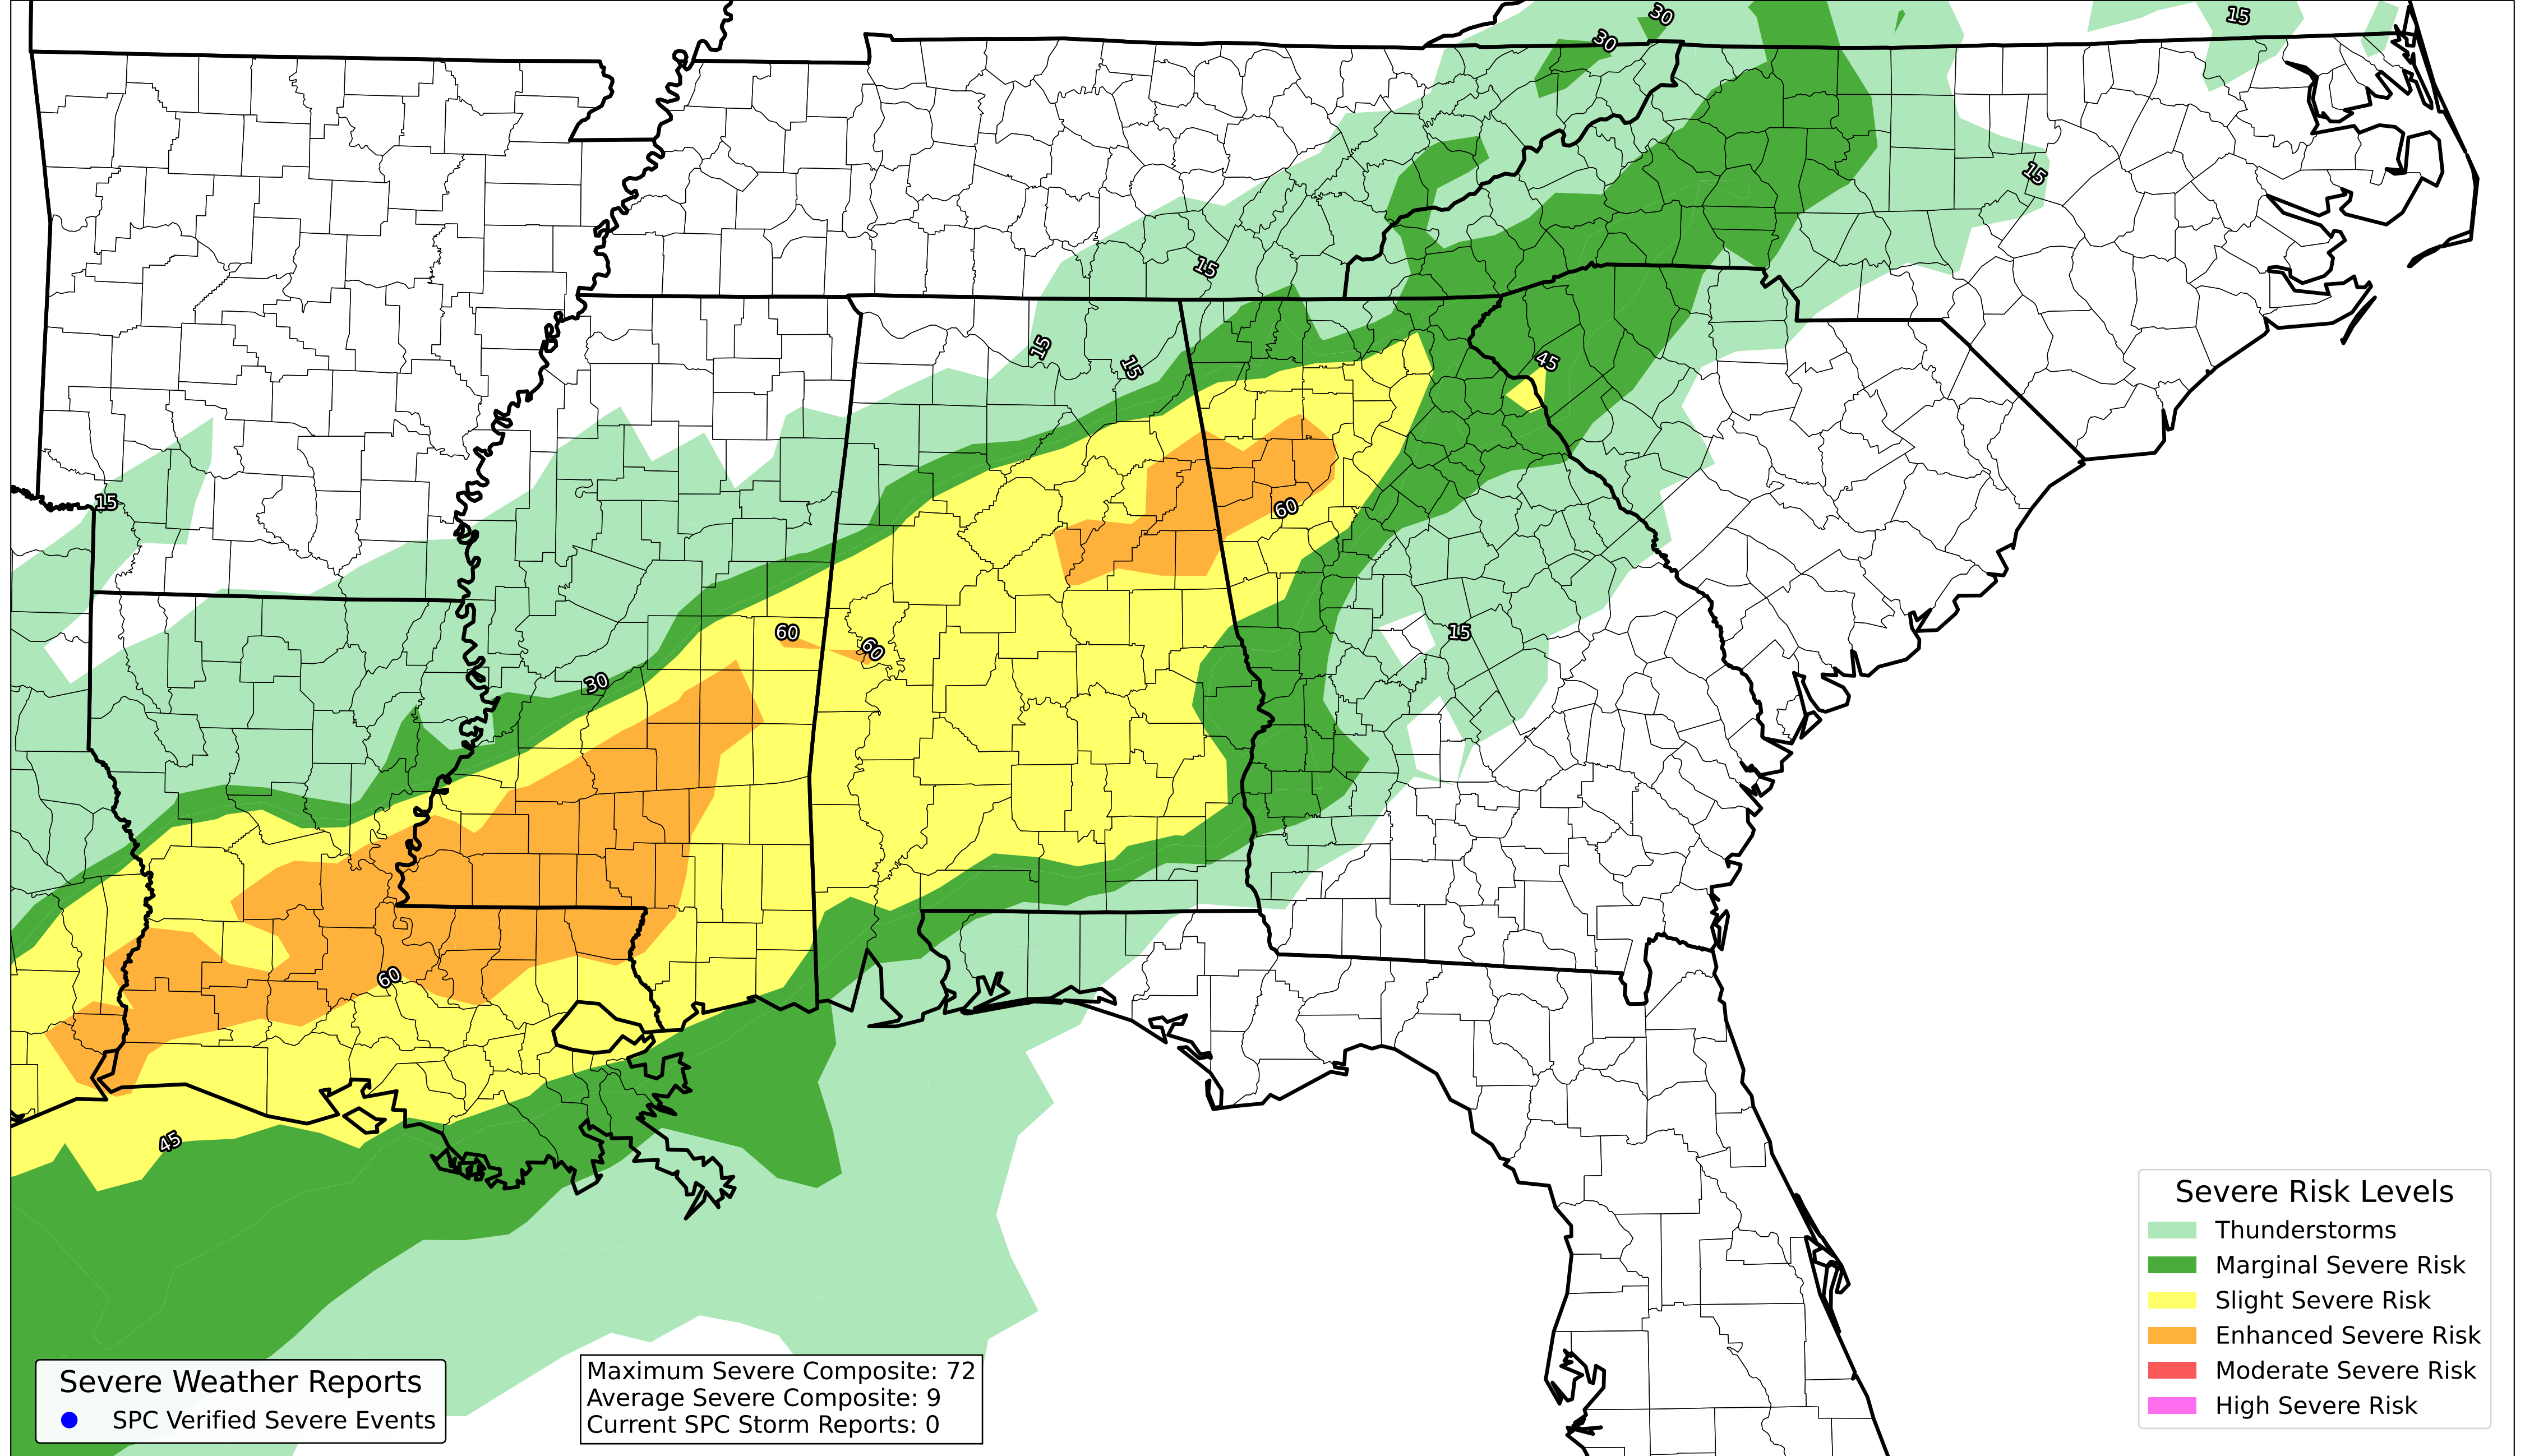 30
15
30
15
15
15
45
15
15
60
60
15
60
30
60
45
Severe Risk Levels
Thunderstorms
Marginal Severe Risk
Slight Severe Risk
Enhanced Severe Risk
Moderate Severe Risk
High Severe Risk
Severe Weather Reports
SPC Verified Severe Events
Maximum Severe Composite: 72
Average Severe Composite: 9
Current SPC Storm Reports: 0